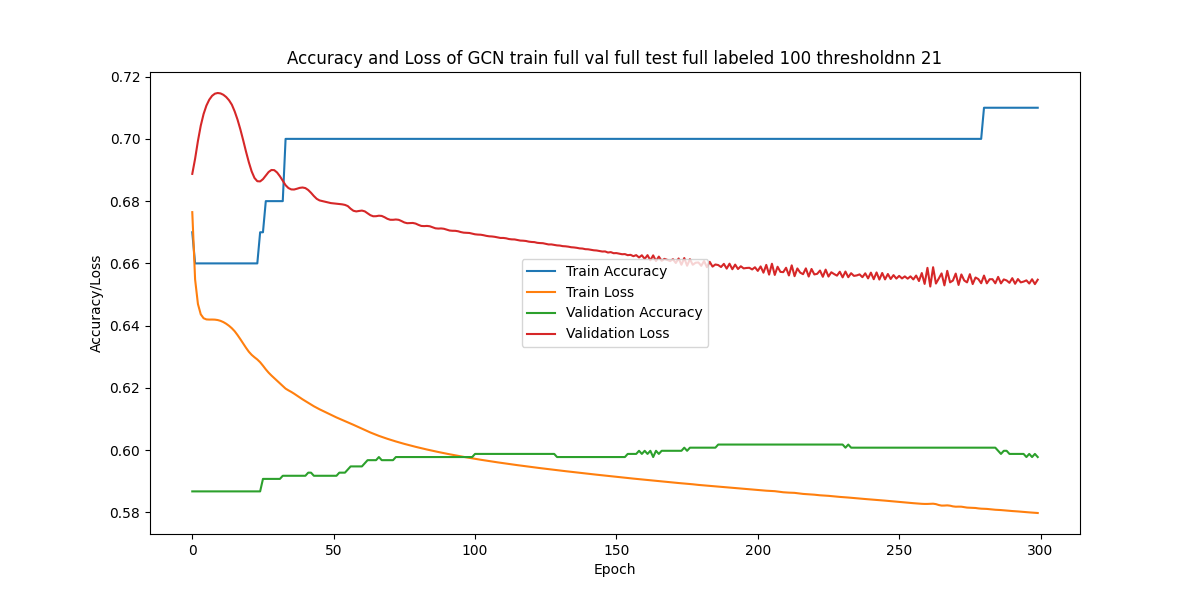 Accuracy and Loss of GCN train full val full test full labeled 100 thresholdnn 21
0.72
0.70
0.68
0.66
0.64
0.62
0.60
0.58
Accuracy/Loss
Train Accuracy
Train Loss
Validation Accuracy
Validation Loss
0 50 100 150 200 250 300
Epoch